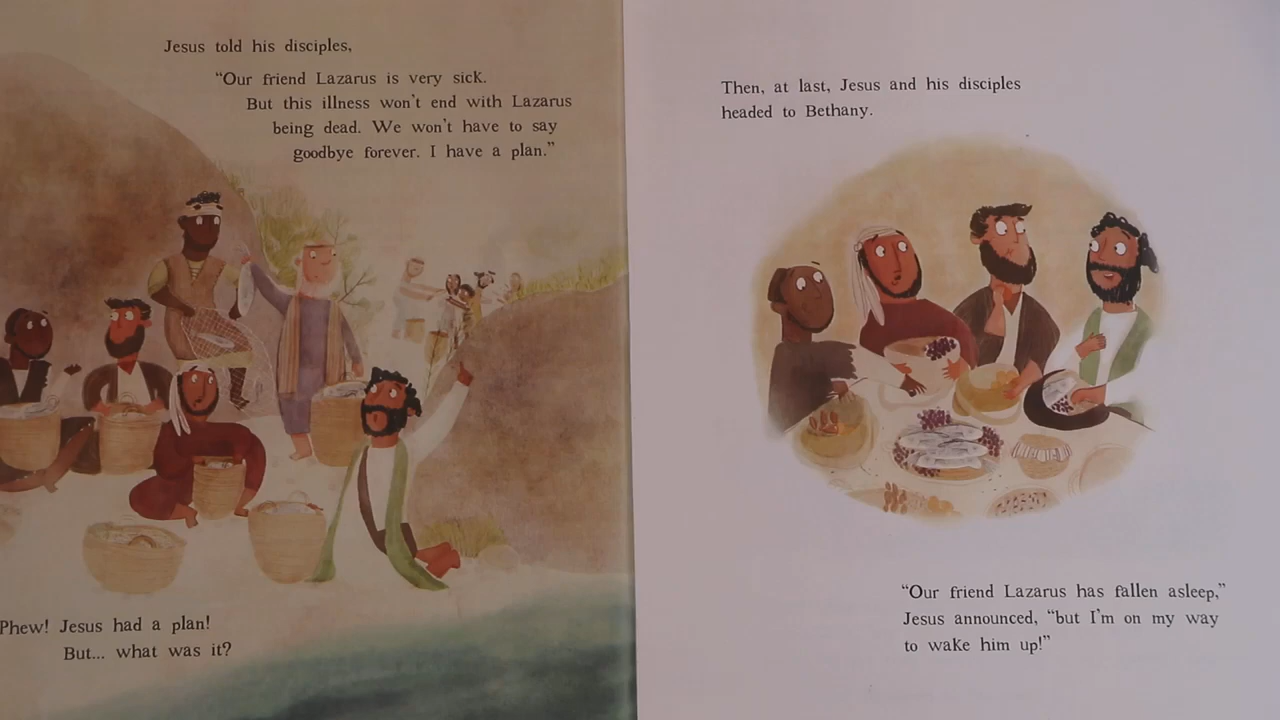 Jesus told his disciples,
“Our friend Lazarus is very sick.
But this illness won’t end with Lazarus
being dead. We won’t have to say
goodbye forever. I have a plan.”
Phew! Jesus had a plan!
But... what was it?
Then, at last, Jesus and his disciples
headed to Bethany.
“Our friend Lazarus has fallen asleep,”
Jesus announced, “but I’m on my way
to wake him up!”